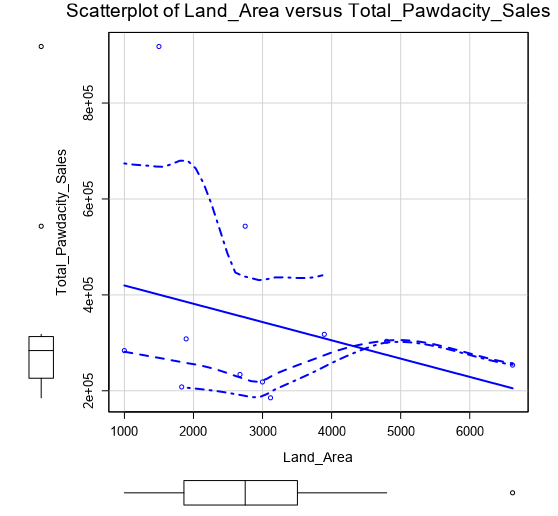 Scatterplot of Land_Area versus Total_Pawdacity_Sales
Total_Pawdacity_Sales
8e+05
6e+05
4e+05
2e+05
1000 2000 3000 4000 5000 6000
Land_Area